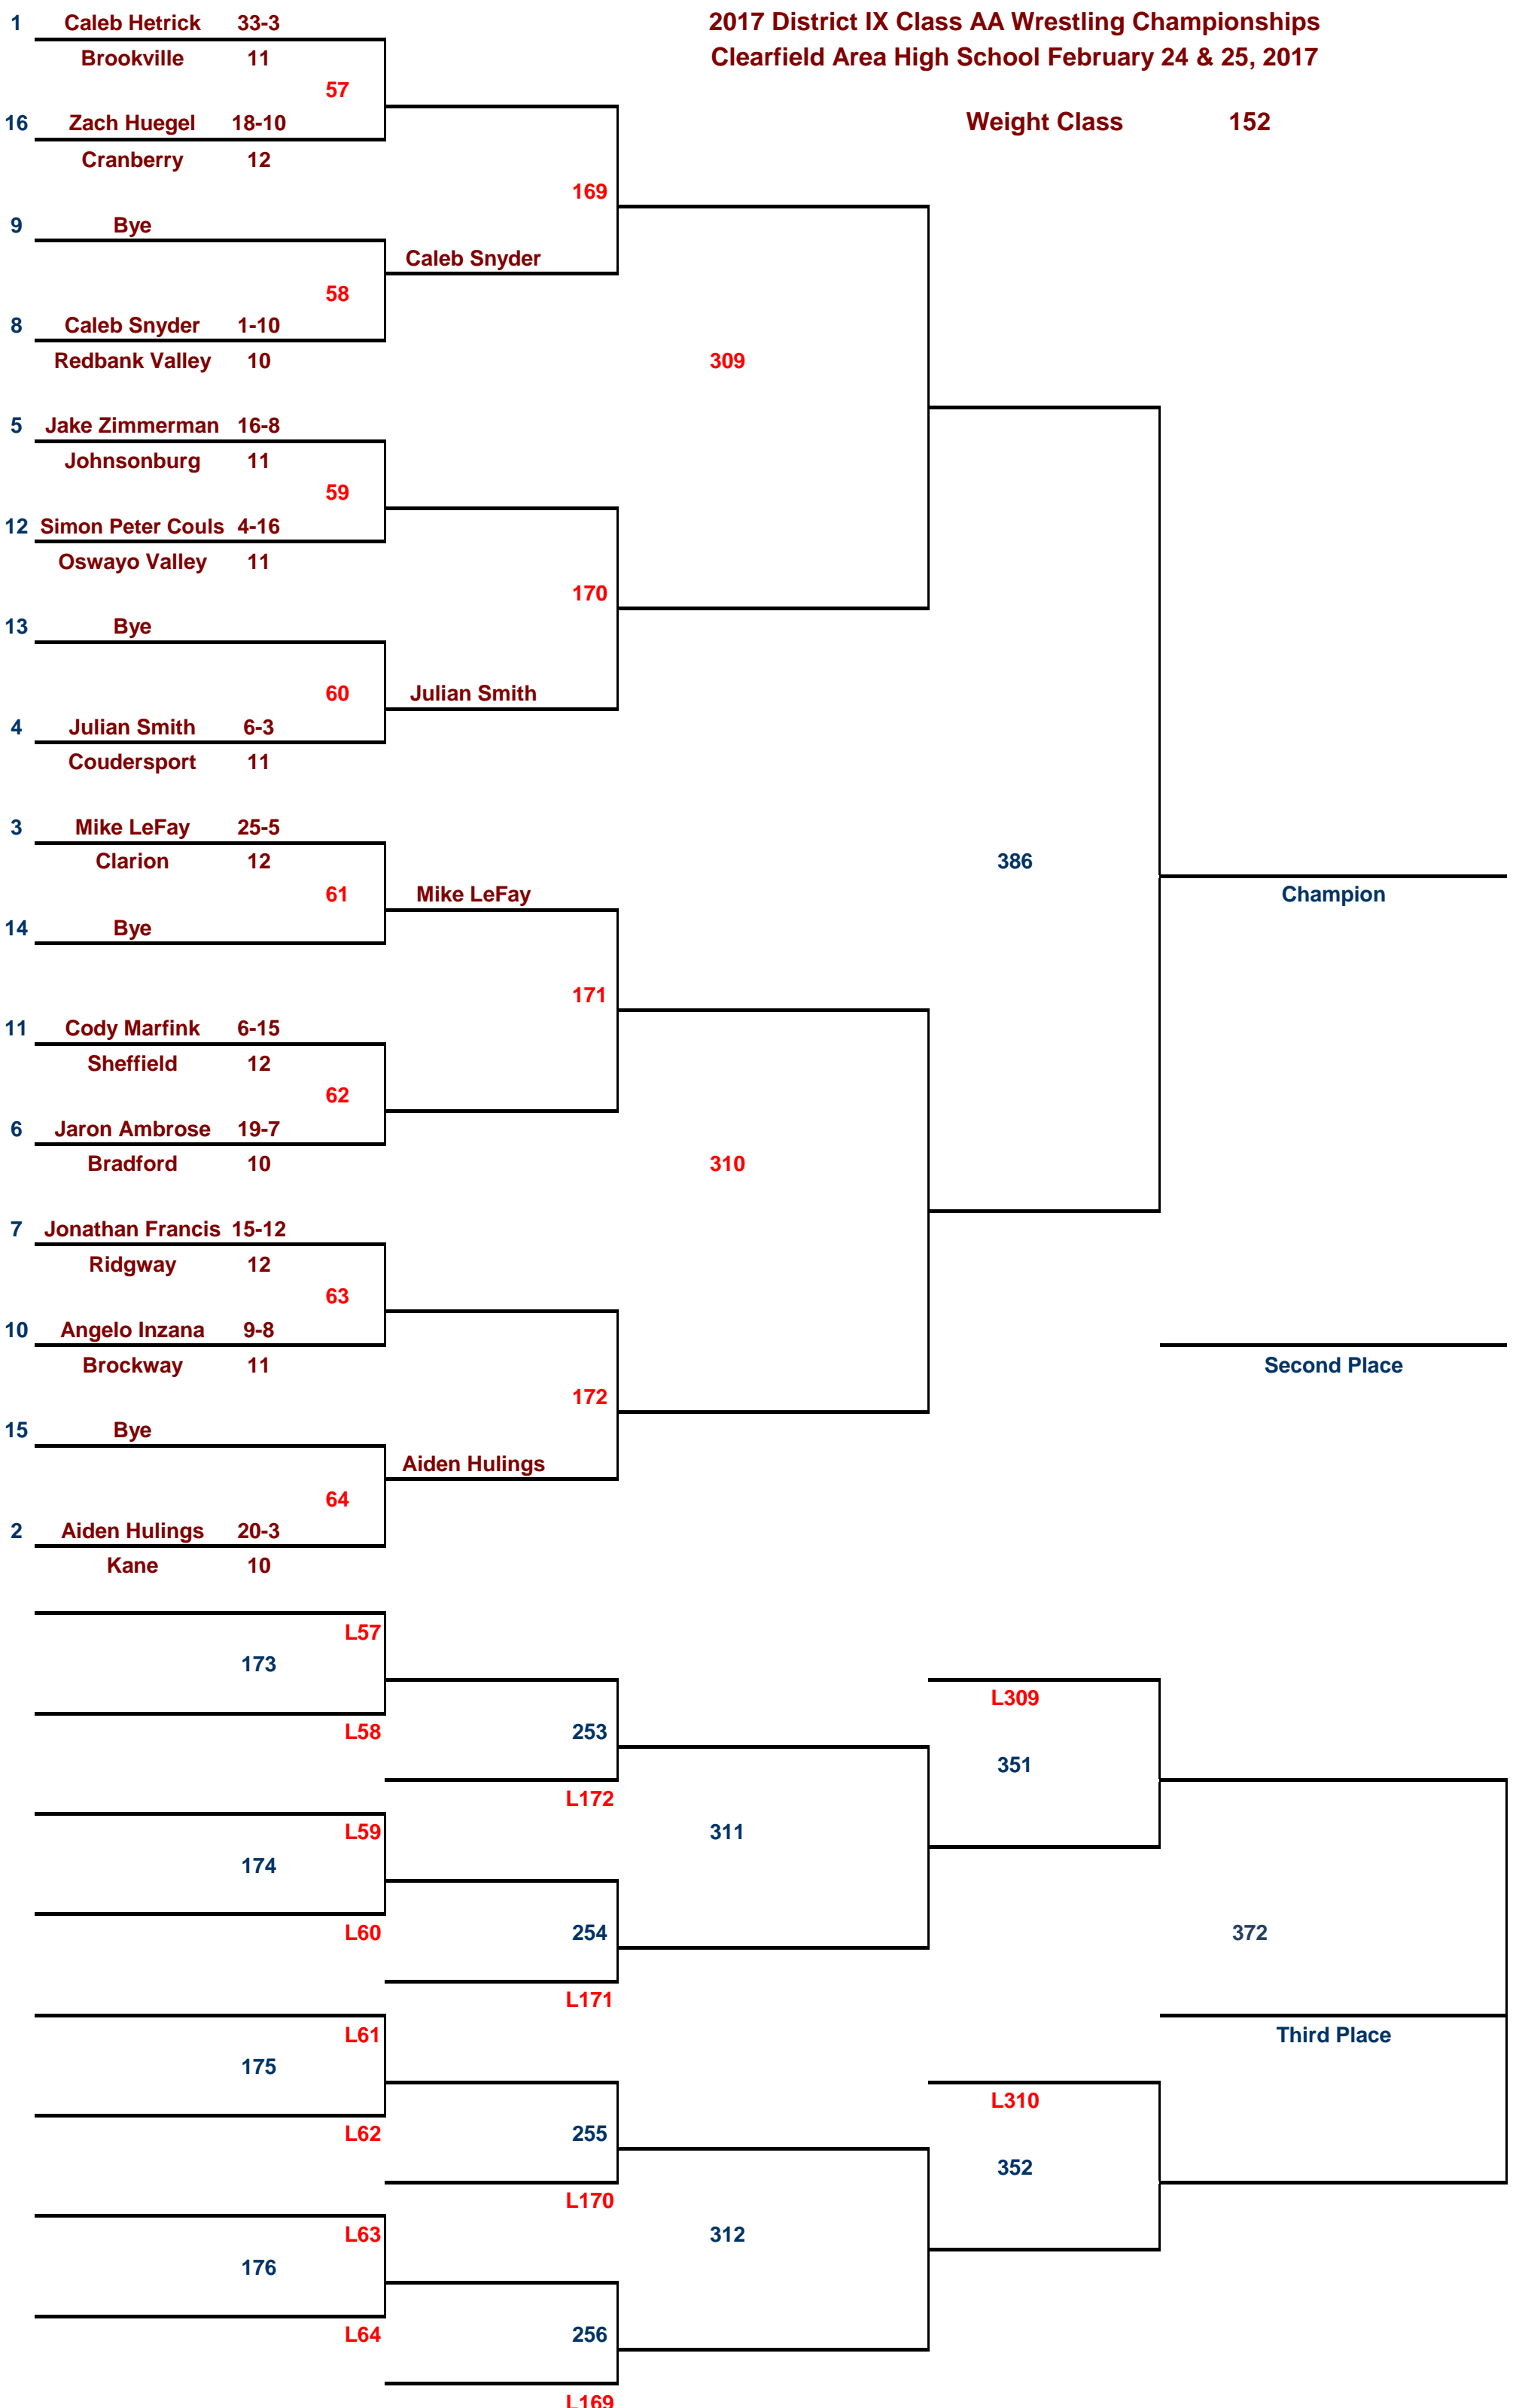 2017 District IX Class AA Wrestling Championships
Clearfield Area High School February 24 & 25, 2017
Weight Class 152
1 Caleb Hetrick 33-3
Brookville 11
57
16 Zach Huegel 18-10
Cranberry 12
169
9 Bye
Caleb Snyder
58
8 Caleb Snyder 1-10
Redbank Valley 10
309
5 Jake Zimmerman 16-8
Johnsonburg 11
59
12 Simon Peter Couls 4-16
Oswayo Valley 11
170
13 Bye
60 Julian Smith
4 Julian Smith 6-3
Coudersport 11
3 Mike LeFay 25-5
Clarion 12
386
61 Mike LeFay
Champion
14 Bye
171
11 Cody Marfink 6-15
Sheffield 12
62
6 Jaron Ambrose 19-7
Bradford 10
310
7 Jonathan Francis 15-12
Ridgway 12
63
10 Angelo Inzana 9-8
Brockway 11
Second Place
172
15 Bye
Aiden Hulings
64
2 Aiden Hulings 20-3
Kane 10
L57
173
L309
L58
253
351
L172
L59
311
174
L60
254
372
L171
L61
Third Place
175
L310
L62
255
352
L170
L63
312
176
L64
256
L169